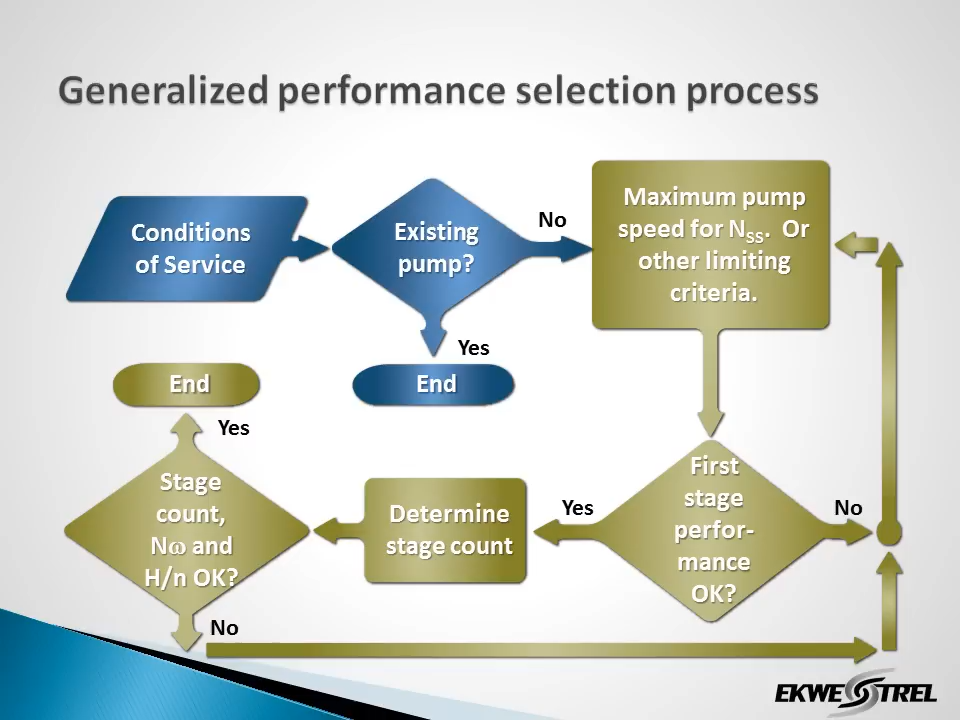 Generalized performance selection process
Conditions
of Service
Existing
pump?
No
Maximum pump
speed for NSS. Or
other limiting
criteria.
Yes
End
End
Yes
Stage
count,
Nω and
H/n OK?
Determine
stage count
Yes
First
stage
perfor-
mance
OK?
No
No
EKWESTREL